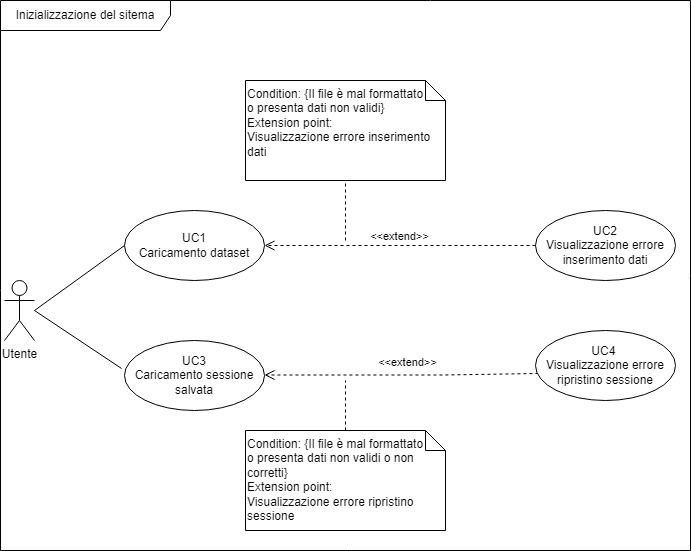 Inizializzazione del sitema
Condition: {Il file è mal formattato
o presenta dati non validi}
Extension point:
Visualizzazione errore inserimento
dati
UC1
Caricamento dataset
<<extend>>
UC2
Visualizzazione errore
inserimento dati
Utente
UC3
Caricamento sessione
salvata
<<extend>>
UC4
Visualizzazione errore
ripristino sessione
Condition: {Il file è mal formattato
o presenta dati non validi o non
corretti}
Extension point:
Visualizzazione errore ripristino
sessione